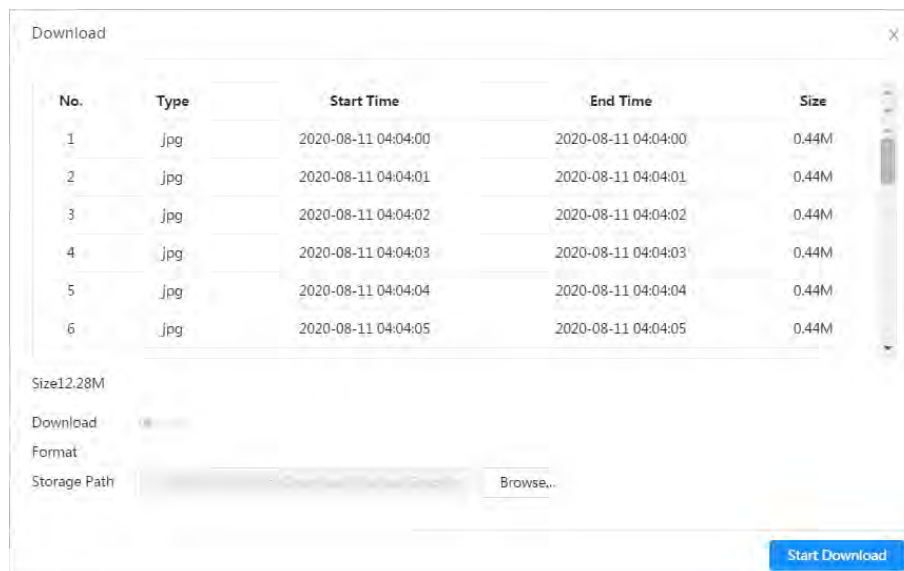 Download
X
No. Type Start Time End Time Size
1 jpg 2020-08-11 04:04:00 2020-08-11 04:04:00 0.44M
2 jpg 2020-08-11 04:04:01 2020-08-11 04:04:01 0.44M
3 jpg 2020-08-11 04:04:02 2020-08-11 04:04:02 0.44M
4 jpg 2020-08-11 04:04:03 2020-08-11 04:04:03 0.44M
5 jpg 2020-08-11 04:04:04 2020-08-11 04:04:04 0.44M
6 jpg 2020-08-11 04:04:05 2020-08-11 04:04:05 0.44M
Size12.28M
Download
Format
Storage Path Browse...
Start Download